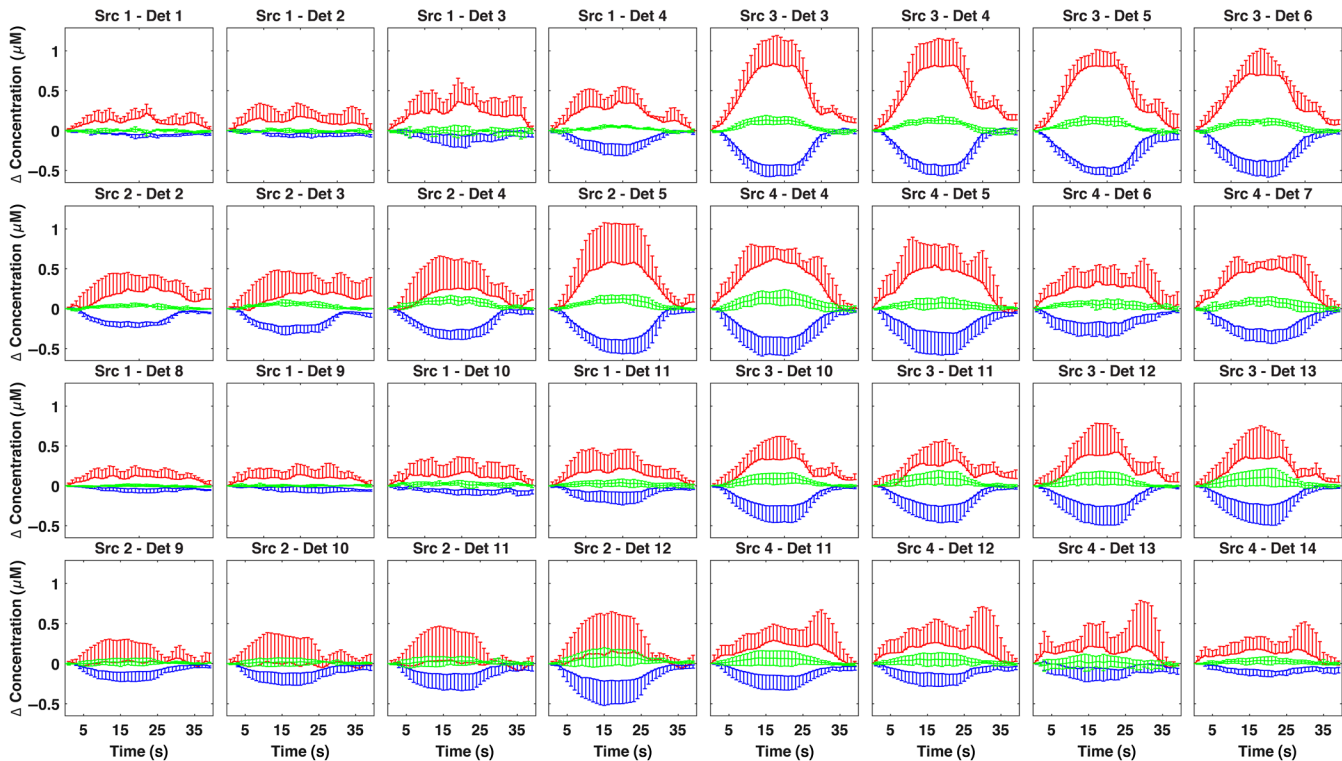 Src 1 - Det 1 Src 1 - Det 2 Src 1 - Det 3 Src 1 - Det 4 Src 3 - Det 3 Src 3 - Det 4 Src 3 - Det 5 Src 3 - Det 6
Δ Concentration (μM)
1
0.5
0
−0.5
Src 2 - Det 2 Src 2 - Det 3 Src 2 - Det 4 Src 2 - Det 5 Src 4 - Det 4 Src 4 - Det 5 Src 4 - Det 6 Src 4 - Det 7
Δ Concentration (μM)
1
0.5
0
−0.5
Src 1 - Det 8 Src 1 - Det 9 Src 1 - Det 10 Src 1 - Det 11 Src 3 - Det 10 Src 3 - Det 11 Src 3 - Det 12 Src 3 - Det 13
Δ Concentration (μM)
1
0.5
0
−0.5
Src 2 - Det 9 Src 2 - Det 10 Src 2 - Det 11 Src 2 - Det 12 Src 4 - Det 11 Src 4 - Det 12 Src 4 - Det 13 Src 4 - Det 14
Δ Concentration (μM)
1
0.5
0
−0.5
5 15 25 35 5 15 25 35 5 15 25 35 5 15 25 35 5 15 25 35 5 15 25 35 5 15 25 35 5 15 25 35
Time (s) Time (s) Time (s) Time (s) Time (s) Time (s) Time (s) Time (s)